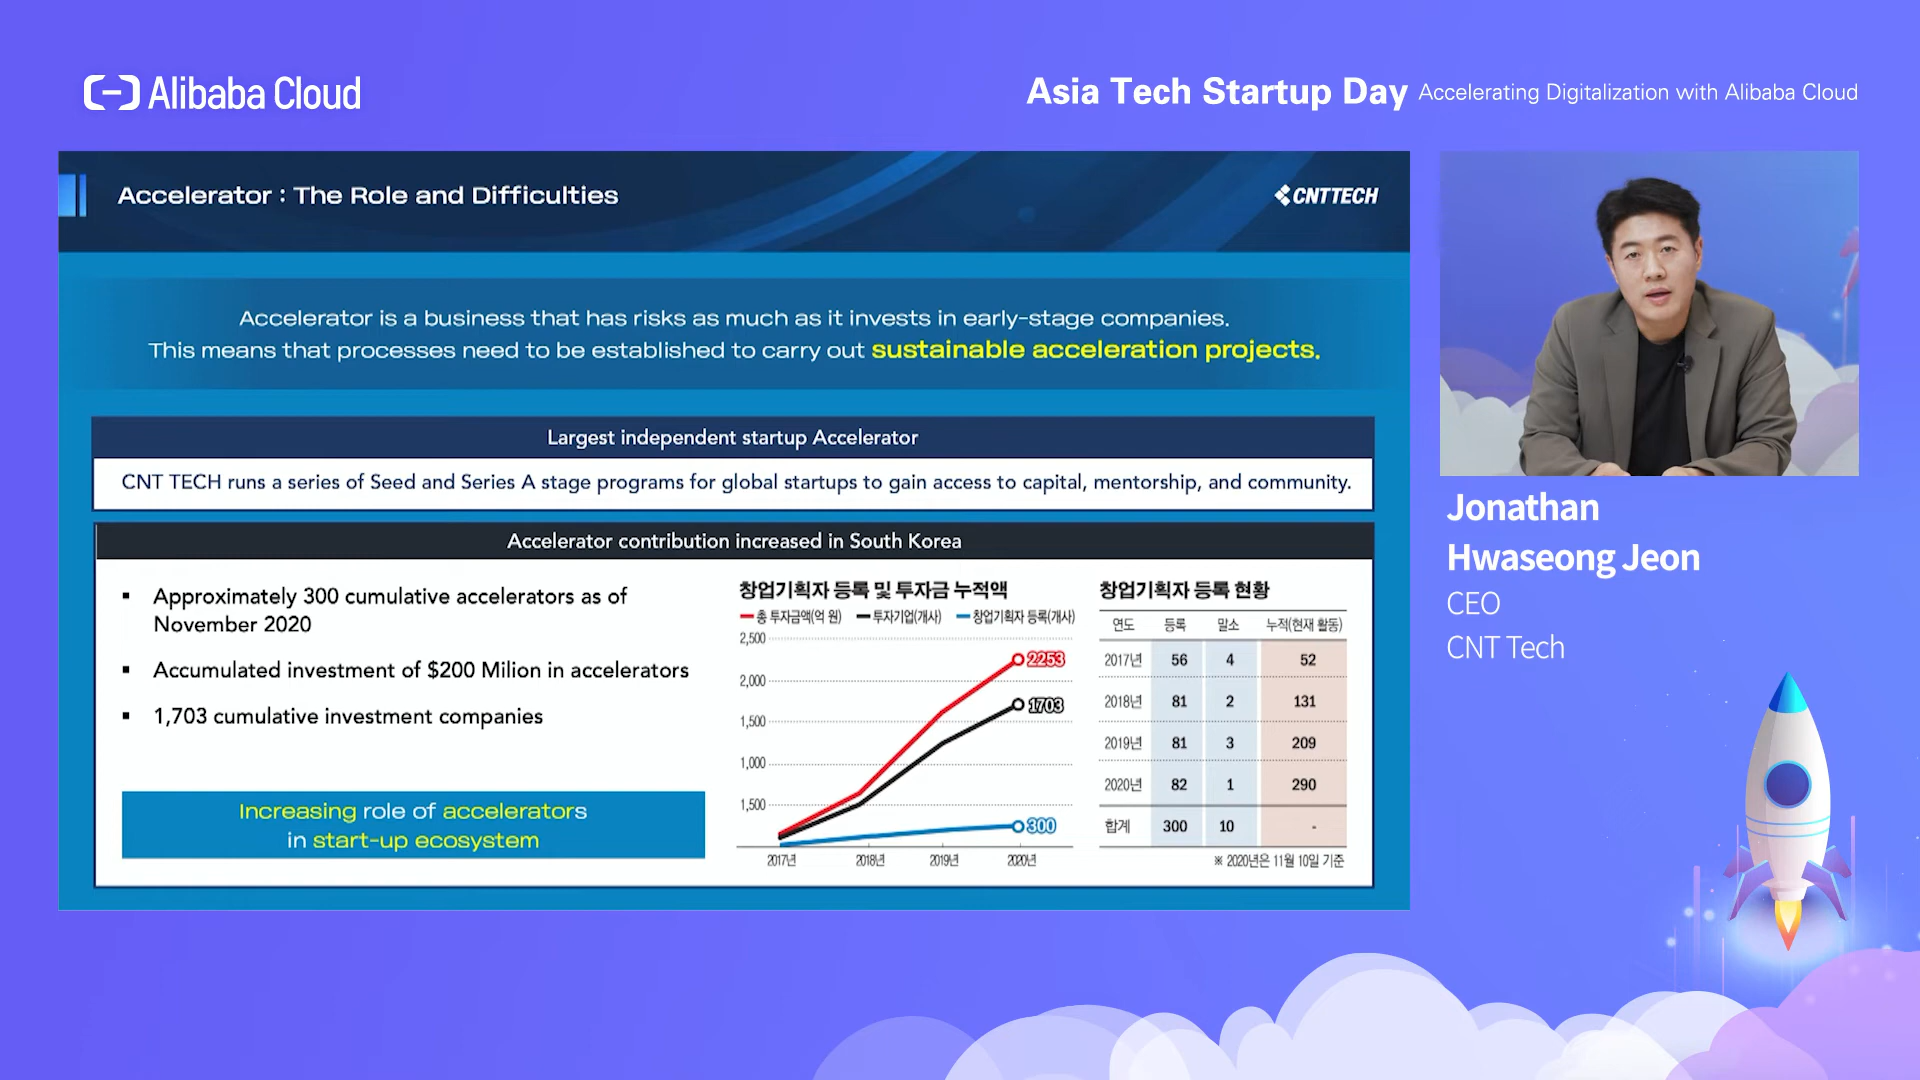 Alibaba Cloud
Asia Tech Startup Day Accelerating Digitalization with Alibaba Cloud
Accelerator : The Role and Difficulties
CNTTECH
Accelerator is a business that has risks as much as it invests in early-stage companies.
This means that processes need to be established to carry out sustainable acceleration projects.
Largest independent startup Accelerator
CNT TECH runs a series of Seed and Series A stage programs for global startups to gain access to capital, mentorship, and community.
Accelerator contribution increased in South Korea
▪ Approximately 300 cumulative accelerators as of
November 2020
▪ Accumulated investment of $200 Milion in accelerators
▪ 1,703 cumulative investment companies
Increasing role of accelerators
in start-up ecosystem
창업기획자 등록 및 투자금 누적액
총 투자금액(억 원) 투자기업(개사) 창업기획자 등록(개사)
2,500
2253
2,000
1703
1,500
1,000
1,500
300
2017년 2018년 2019년 2020년
창업기획자 등록 현황
연도 등록 말소 누적(현재 활동)
2017년 56 4 52
2018년 81 2 131
2019년 81 3 209
2020년 82 1 290
합계 300 10 -
※ 2020년은 11월 10일 기준
Jonathan
Hwaseong Jeon
CEO
CNT Tech